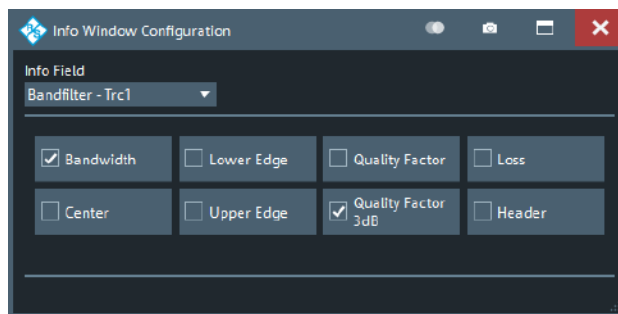 Info Window Configuration
Info Field
Bandfilter - Trc1
Bandwidth
Lower Edge
Quality Factor
Loss
Center
Upper Edge
Quality Factor
3dB
Header